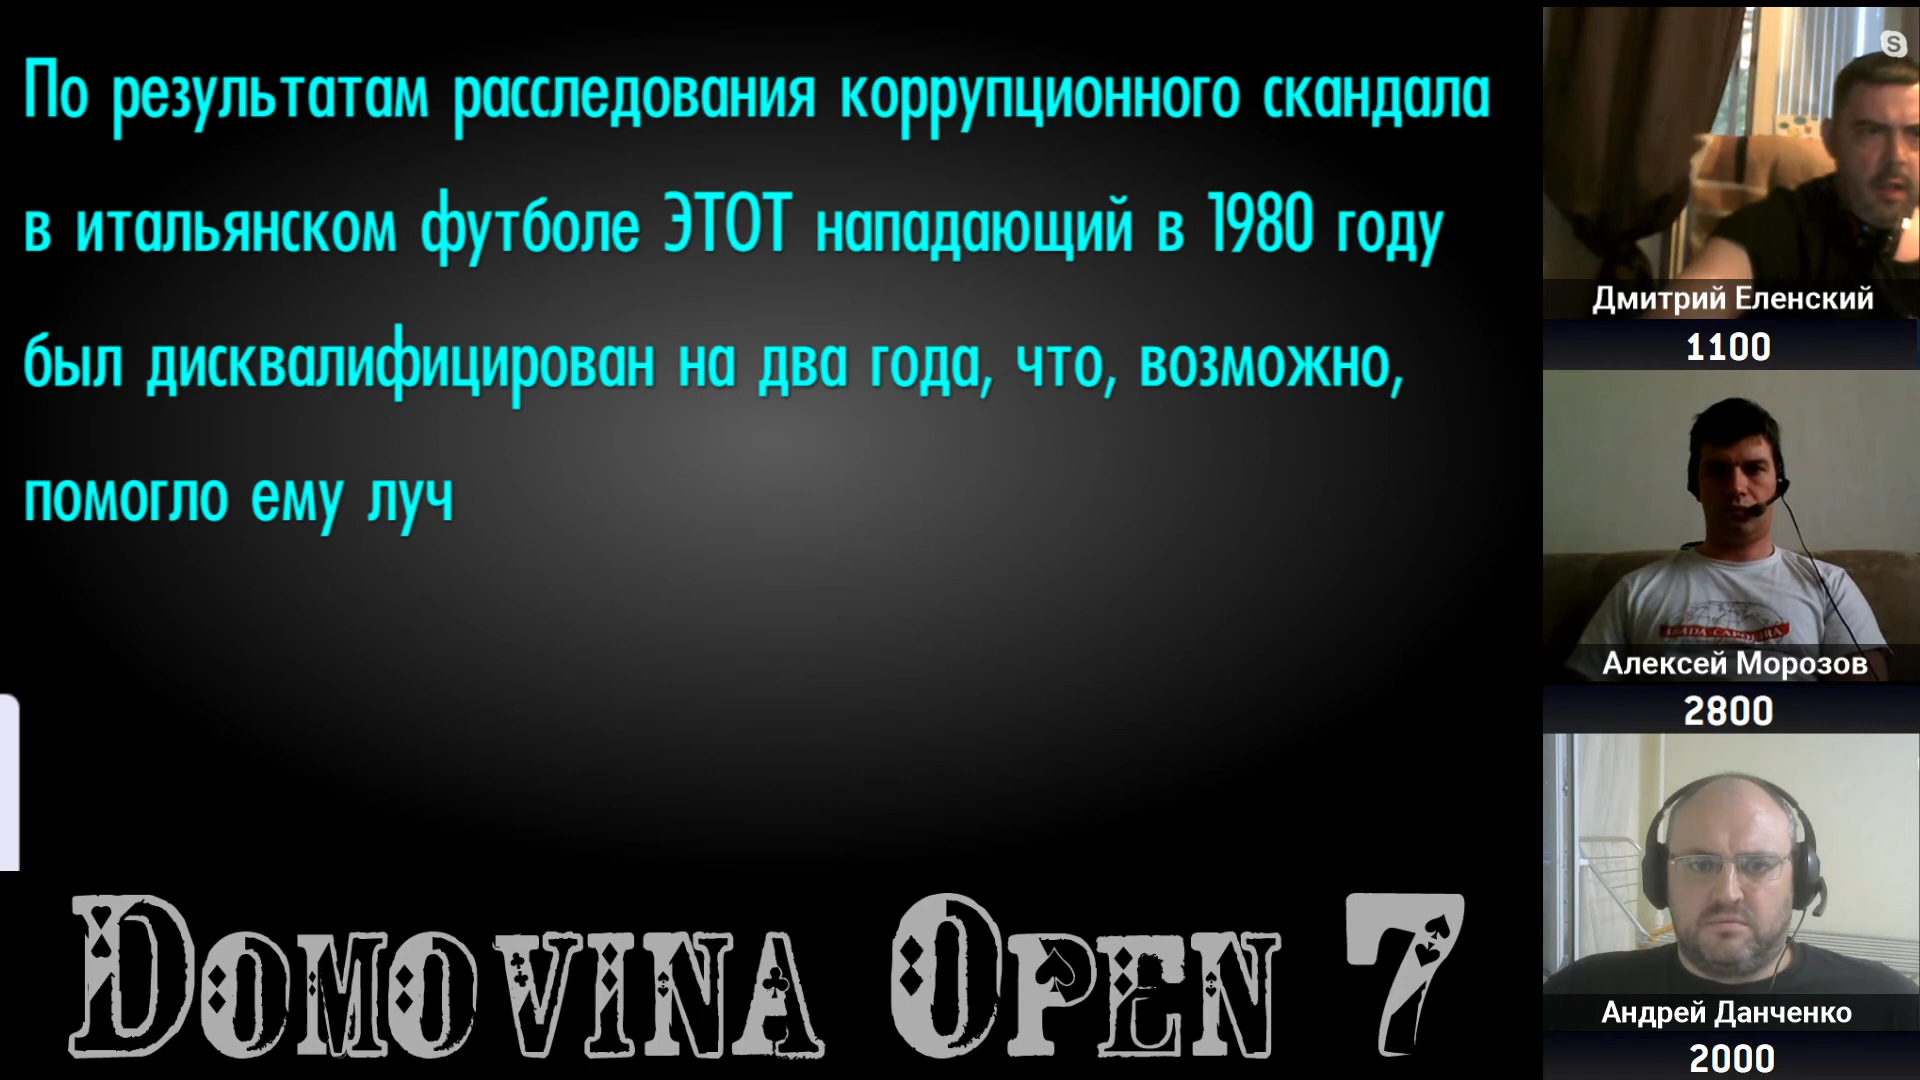 По результатам расследования коррупционного скандала
в итальянском футболе ЭТОТ нападающий в 1980 году
был дисквалифицирован на два года, что, возможно,
помогло ему луч
Domovina Open 7
S
Дмитрий Еленский
1100
Алексей Морозов
2800
Андрей Данченко
2000